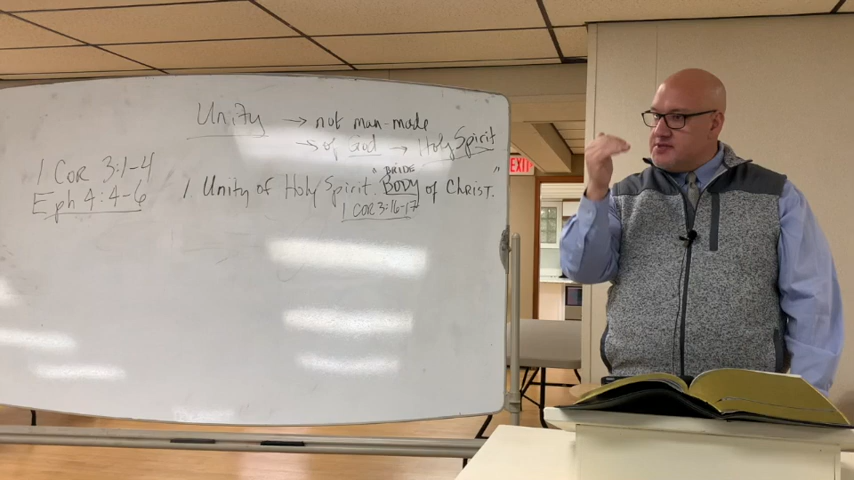 Unity → not man-made
→ of God → Holy Spirit
1 COR 3:1-4
Eph 4:4-6
"BRIDE
1. Unity of Holy Spirit: BODY of CHRIST."
1 COR 3:16-17
EXIT